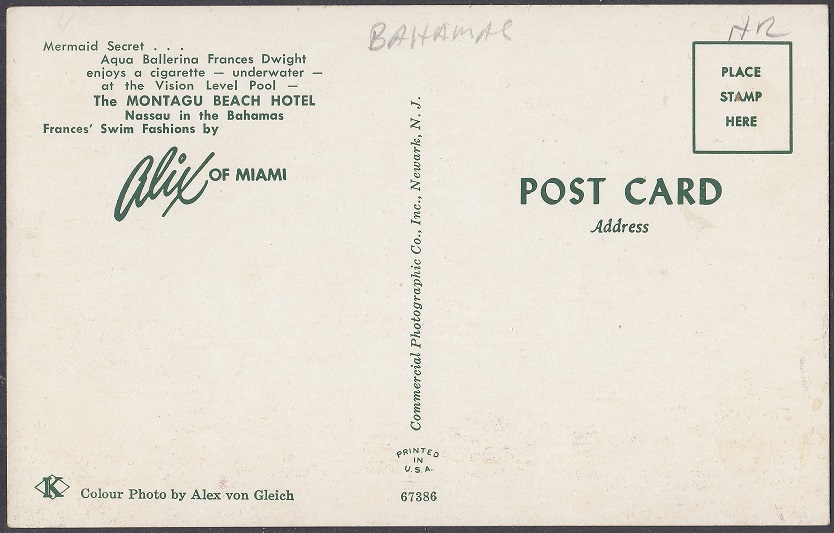 BAHAMAS
Mermaid Secret . . .
Aqua Ballerina Frances Dwight
enjoys a cigarette — underwater —
at the Vision Level Pool —
The MONTAGU BEACH HOTEL
Nassau in the Bahamas
Frances' Swim Fashions by
Alix OF MIAMI
K
Colour Photo by Alex von Gleich
Commercial Photographic Co., Inc., Newark, N. J.
PRINTED
IN
U.S.A.
67386
PLACE
STAMP
HERE
POST CARD
Address